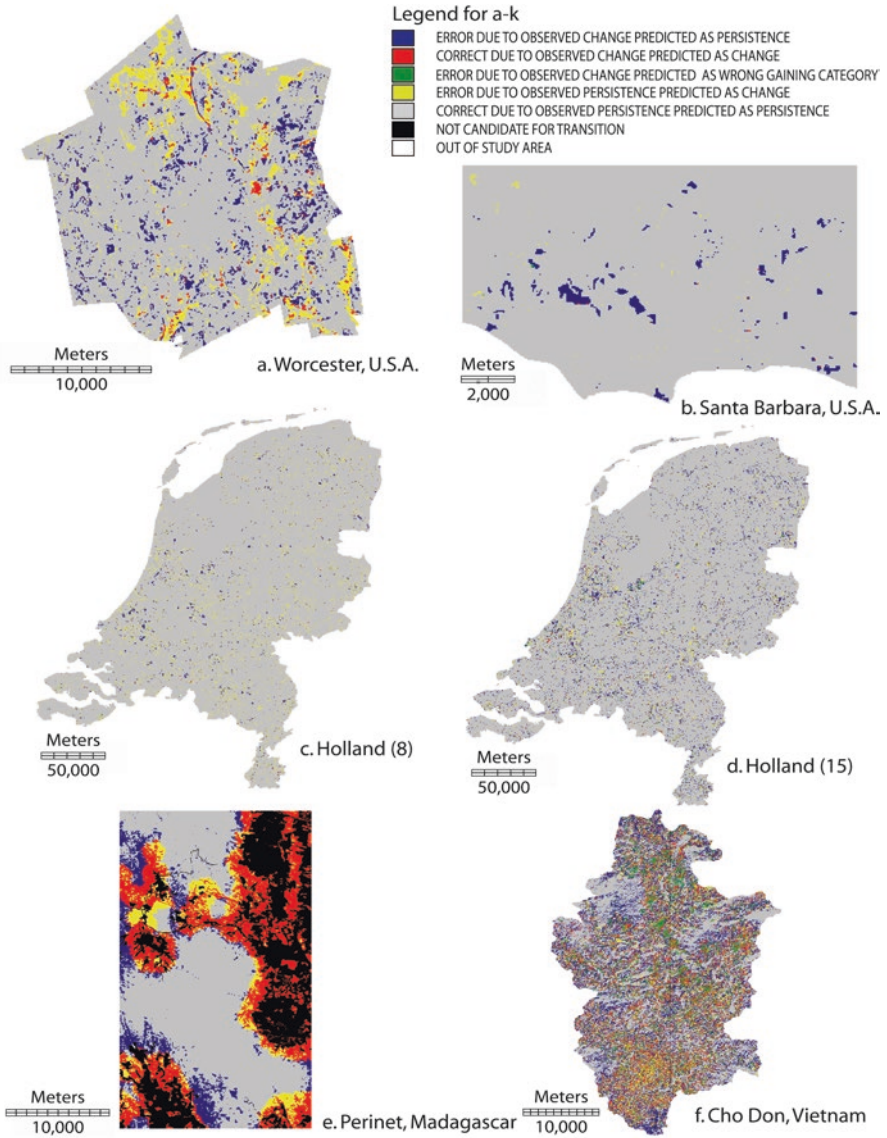 Legend for a-k
ERROR DUE TO OBSERVED CHANGE PREDICTED AS PERSISTENCE
CORRECT DUE TO OBSERVED CHANGE PREDICTED AS CHANGE
ERROR DUE TO OBSERVED CHANGE PREDICTED AS WRONG GAINING CATEGORY
ERROR DUE TO OBSERVED PERSISTENCE PREDICTED AS CHANGE
CORRECT DUE TO OBSERVED PERSISTENCE PREDICTED AS PERSISTENCE
NOT CANDIDATE FOR TRANSITION
OUT OF STUDY AREA
Meters
10,000
a. Worcester, U.S.A.
Meters
2,000
b. Santa Barbara, U.S.A.
Meters
50,000
c. Holland (8)
Meters
50,000
d. Holland (15)
Meters
10,000
e. Perinet, Madagascar
Meters
10,000
f. Cho Don, Vietnam